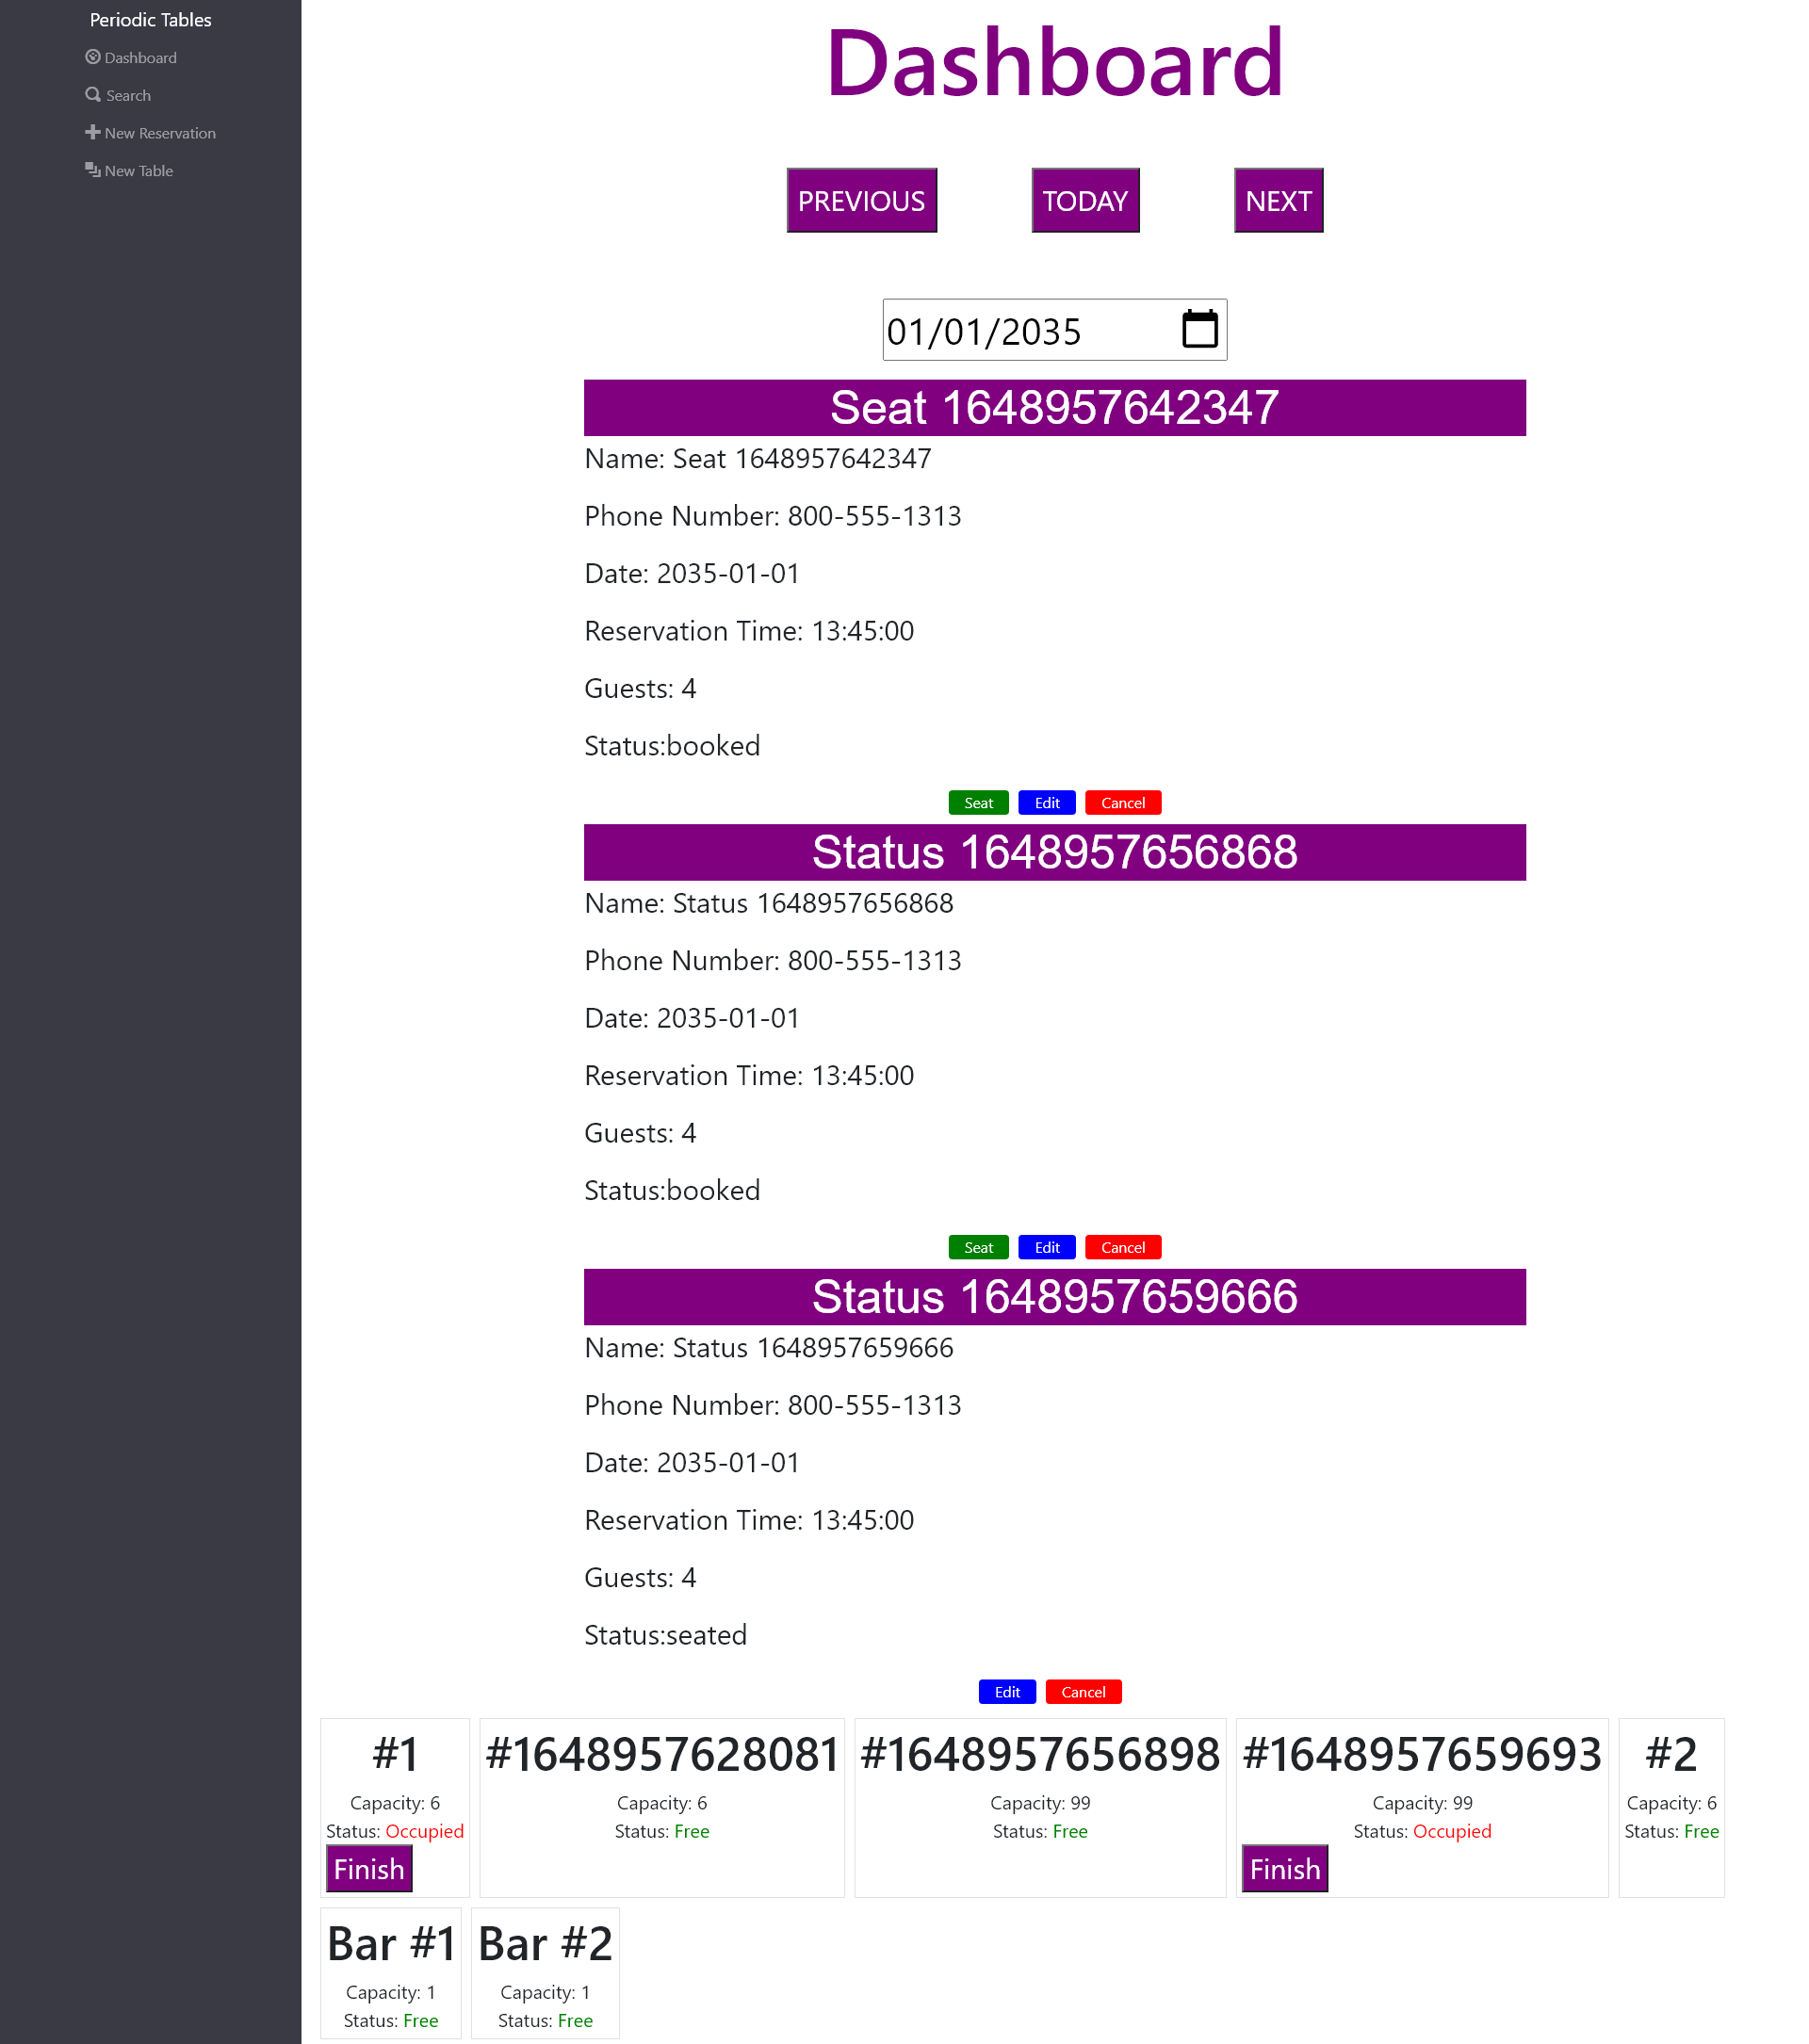 Periodic Tables
Dashboard
Search
New Reservation
New Table
Dashboard
PREVIOUS TODAY NEXT
01/01/2035
Seat 1648957642347
Name: Seat 1648957642347
Phone Number: 800-555-1313
Date: 2035-01-01
Reservation Time: 13:45:00
Guests: 4
Status:booked
Seat Edit Cancel
Status 1648957656868
Name: Status 1648957656868
Phone Number: 800-555-1313
Date: 2035-01-01
Reservation Time: 13:45:00
Guests: 4
Status:booked
Seat Edit Cancel
Status 1648957659666
Name: Status 1648957659666
Phone Number: 800-555-1313
Date: 2035-01-01
Reservation Time: 13:45:00
Guests: 4
Status:seated
Edit Cancel
#1
Capacity: 6
Status: Occupied
Finish
#1648957628081
Capacity: 6
Status: Free
#1648957656898
Capacity: 99
Status: Free
#1648957659693
Capacity: 99
Status: Occupied
Finish
#2
Capacity: 6
Status: Free
Bar #1
Capacity: 1
Status: Free
Bar #2
Capacity: 1
Status: Free